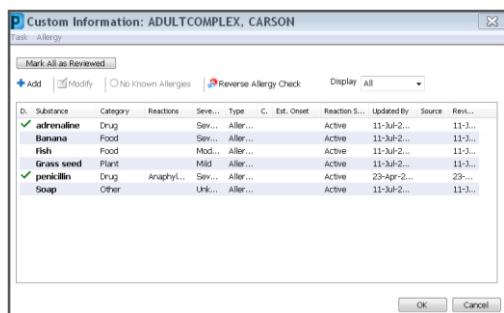 P Custom Information: ADULTCOMPLEX, CARSON
Task Allergy
Mark All as Reviewed
Add Modify No Known Allergies Reverse Allergy Check Display All
D. Substance Category Reactions Seve... Type C. Est. Onset Reaction S... Updated By Source Revi...
adrenaline Drug Sev... Aller... Active 11-Jul-2... 11-J...
Banana Food Sev... Aller... Active 11-Jul-2... 11-J...
Fish Food Mod... Aller... Active 11-Jul-2... 11-J...
Grass seed Plant Mild Aller... Active 11-Jul-2... 11-J...
penicillin Drug Anaphyl... Sev... Aller... Active 23-Apr-2... 23-...
Soap Other Unk... Aller... Active 11-Jul-2... 11-J...
OK Cancel